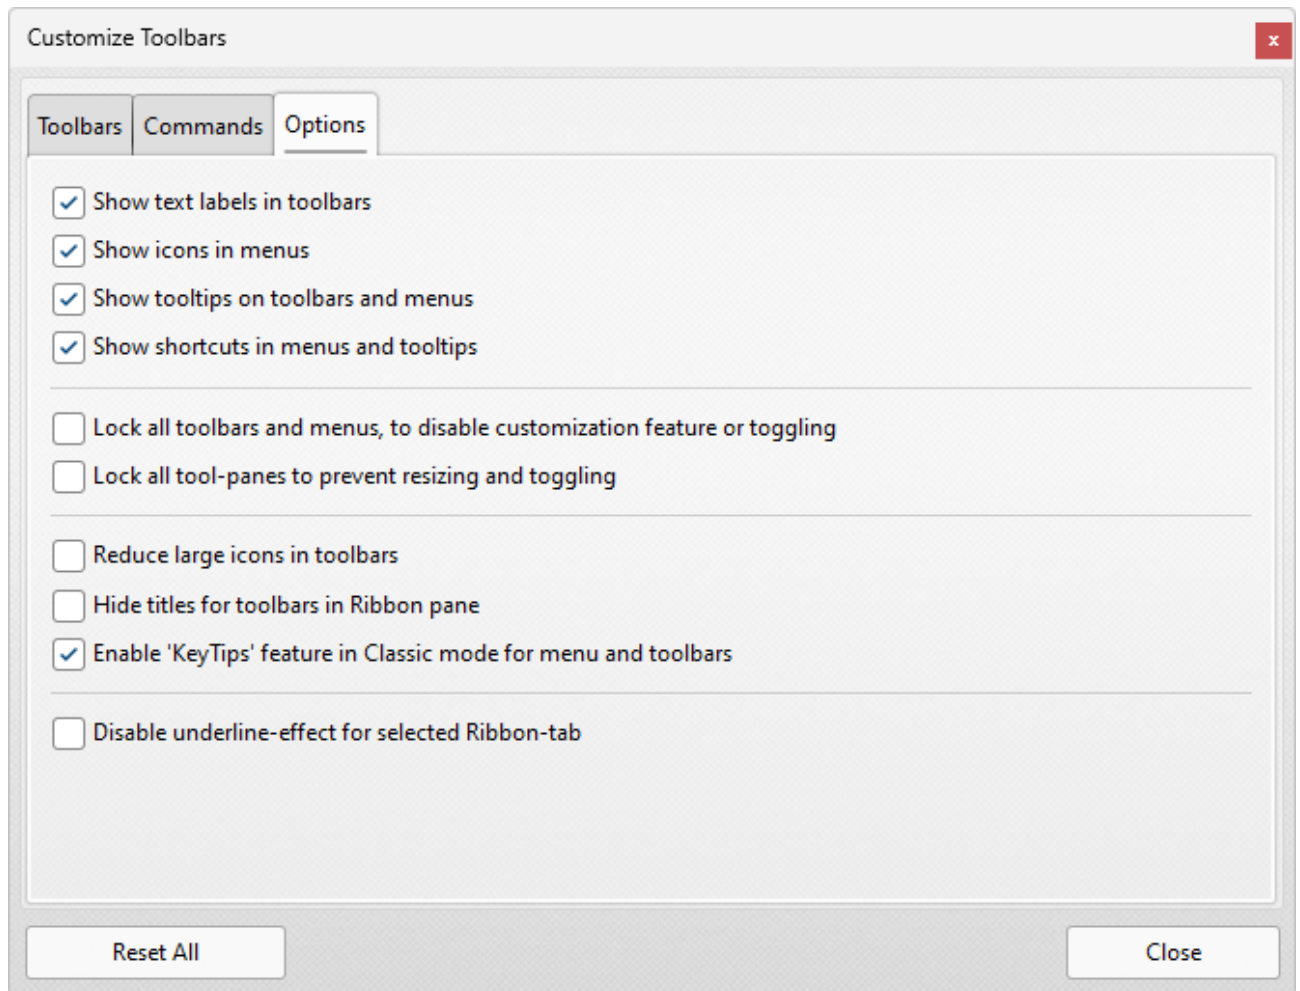 Customize Toolbars
x
Toolbars Commands Options
Show text labels in toolbars
Show icons in menus
Show tooltips on toolbars and menus
Show shortcuts in menus and tooltips
Lock all toolbars and menus, to disable customization feature or toggling
Lock all tool-panes to prevent resizing and toggling
Reduce large icons in toolbars
Hide titles for toolbars in Ribbon pane
Enable 'KeyTips' feature in Classic mode for menu and toolbars
Disable underline-effect for selected Ribbon-tab
Reset All Close